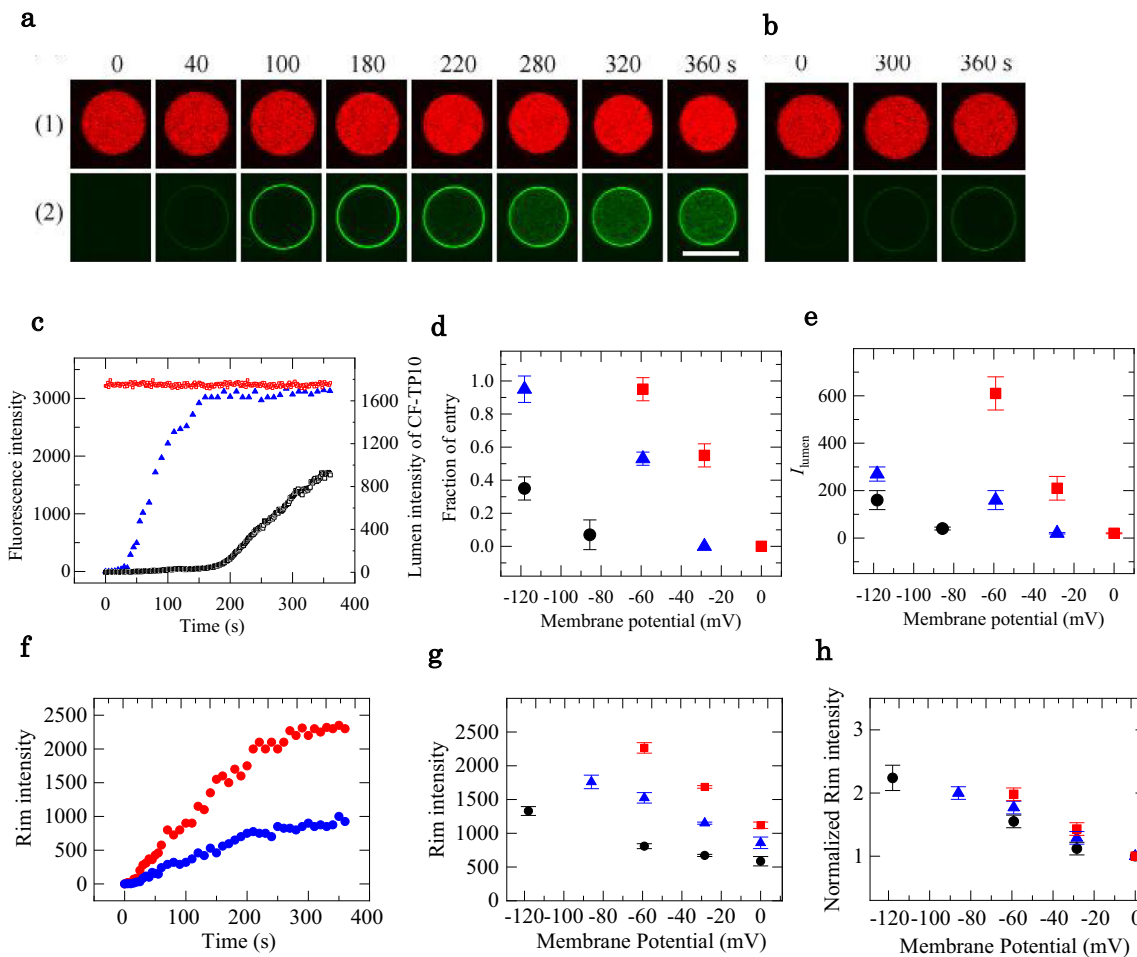 a
b
0 40 100 180 220 280 320 360 s
0 300 360 s
(1)
(2)
c
d
e
3000
2000
1000
0
Fluorescence intensity
1600
1200
800
400
0
Lumen intensity of CF-TP10
0 100 200 300 400
Time (s)
1.0
0.8
0.6
0.4
0.2
0.0
Fraction of entry
-120 -100 -80 -60 -40 -20 0
Membrane potential (mV)
600
400
200
0
I lumen
-120 -100 -80 -60 -40 -20 0
Membrane potential (mV)
f
g
h
2500
2000
1500
1000
500
0
Rim intensity
0 100 200 300 400
Time (s)
2500
2000
1500
1000
500
0
Rim intensity
-120 -100 -80 -60 -40 -20 0
Membrane Potential (mV)
3
2
1
Normalized Rim intensity
-120 -100 -80 -60 -40 -20 0
Membrane Potential (mV)